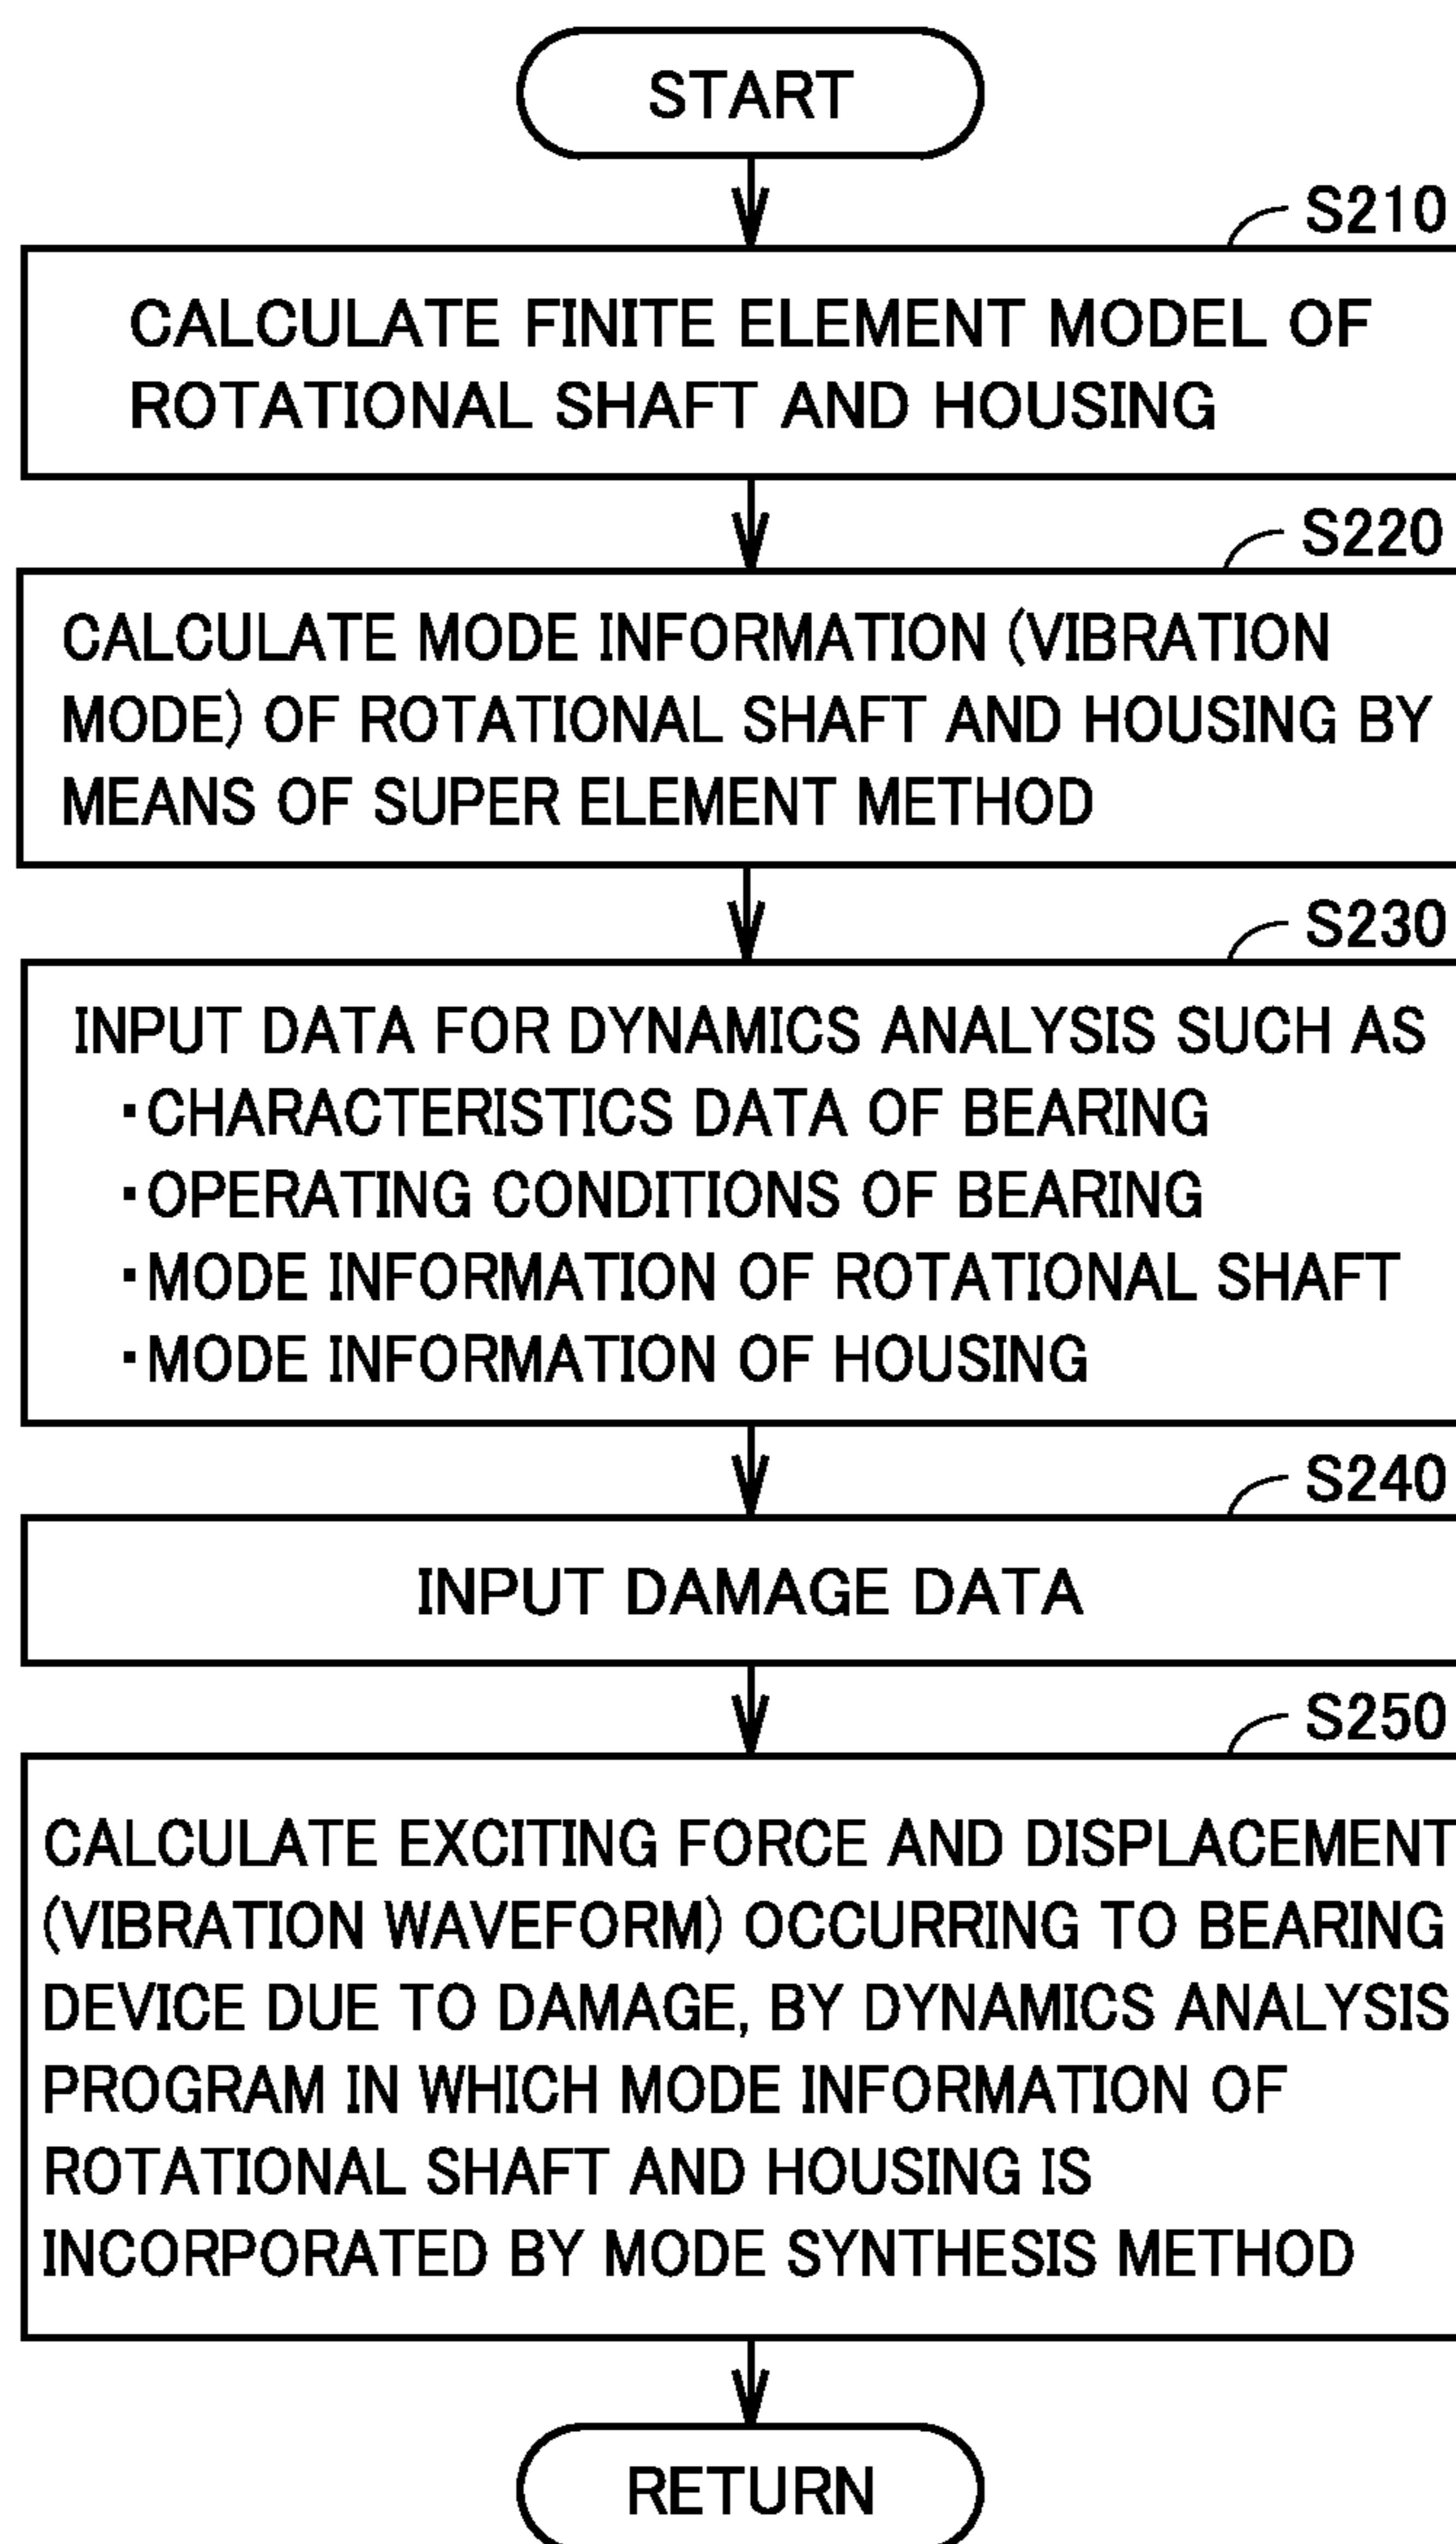 START
S210
CALCULATE FINITE ELEMENT MODEL OF
ROTATIONAL SHAFT AND HOUSING
S220
CALCULATE MODE INFORMATION (VIBRATION
MODE) OF ROTATIONAL SHAFT AND HOUSING BY
MEANS OF SUPER ELEMENT METHOD
S230
INPUT DATA FOR DYNAMICS ANALYSIS SUCH AS
・CHARACTERISTICS DATA OF BEARING
・OPERATING CONDITIONS OF BEARING
・MODE INFORMATION OF ROTATIONAL SHAFT
・MODE INFORMATION OF HOUSING
S240
INPUT DAMAGE DATA
S250
CALCULATE EXCITING FORCE AND DISPLACEMENT
(VIBRATION WAVEFORM) OCCURRING TO BEARING
DEVICE DUE TO DAMAGE, BY DYNAMICS ANALYSIS
PROGRAM IN WHICH MODE INFORMATION OF
ROTATIONAL SHAFT AND HOUSING IS
INCORPORATED BY MODE SYNTHESIS METHOD
RETURN